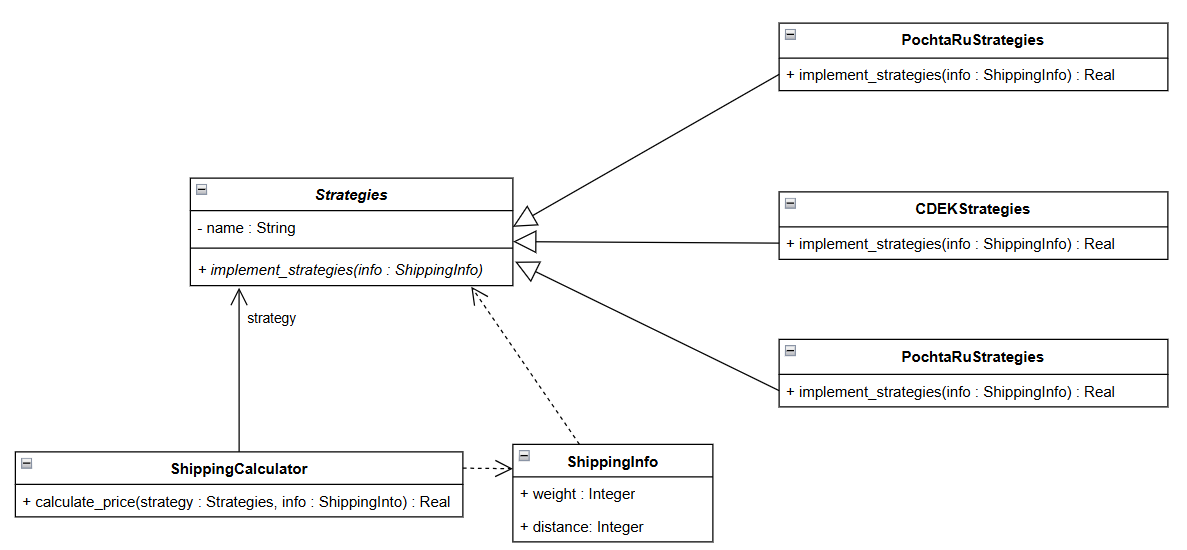 PochtaRuStrategies
+ implement_strategies(info : ShippingInfo) : Real
Strategies
- name : String
+ implement_strategies(info : ShippingInfo)
CDEKStrategies
+ implement_strategies(info : ShippingInfo) : Real
strategy
PochtaRuStrategies
+ implement_strategies(info : ShippingInfo) : Real
ShippingCalculator
+ calculate_price(strategy : Strategies, info : ShippingInto) : Real
ShippingInfo
+ weight : Integer
+ distance: Integer